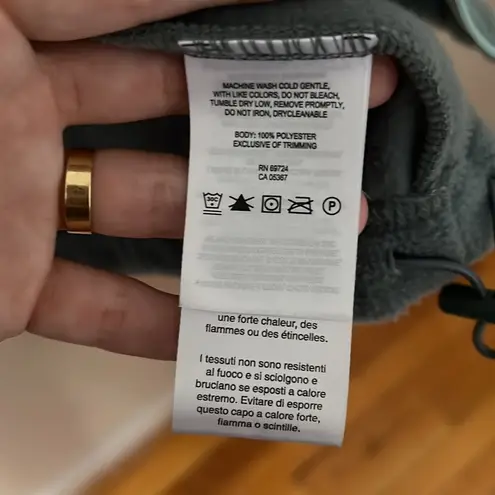 MACHINE WASH COLD GENTLE,
WITH LIKE COLORS, DO NOT BLEACH,
TUMBLE DRY LOW, REMOVE PROMPTLY,
DO NOT IRON, DRYCLEANABLE
BODY: 100% POLYESTER
EXCLUSIVE OF TRIMMING
RN 69724
CA 05367
30C
P
une forte chaleur, des
flammes ou des étincelles.
I tessuti non sono resistenti
al fuoco e si sciolgono e
bruciano se esposti a calore
estremo. Evitare di esporre
questo capo a calore forte,
fiamma o scintille.